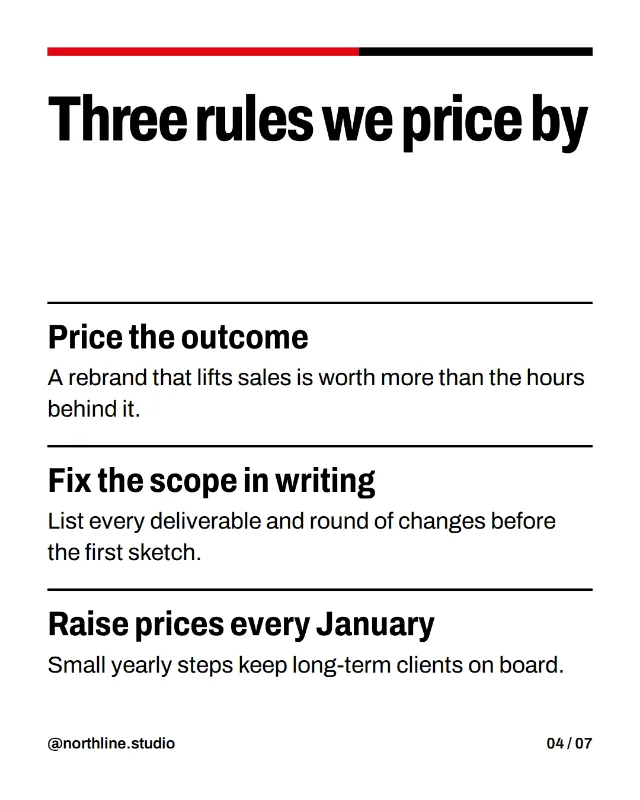 Three rules we price by
Price the outcome
A rebrand that lifts sales is worth more than the hours
behind it.
Fix the scope in writing
List every deliverable and round of changes before
the first sketch.
Raise prices every January
Small yearly steps keep long-term clients on board.
@northline.studio
04 / 07